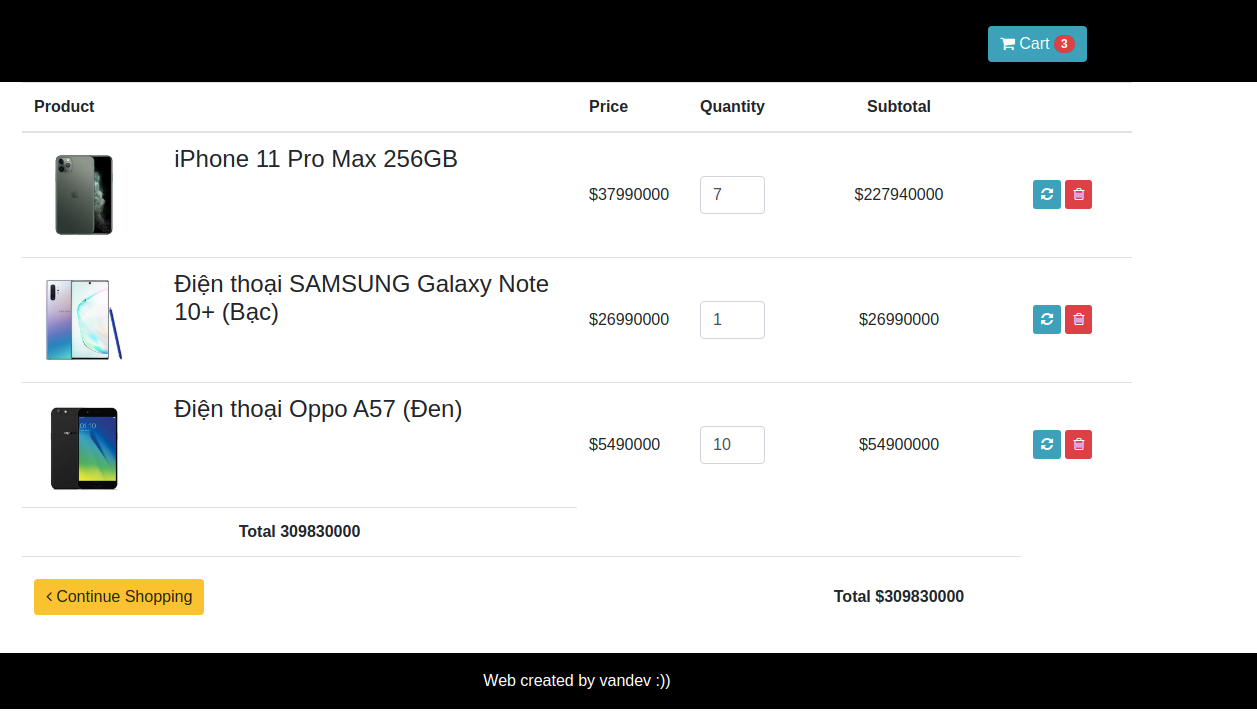 Cart 3
Product Price Quantity Subtotal
iPhone 11 Pro Max 256GB
$37990000 7 $227940000
Điện thoại SAMSUNG Galaxy Note
10+ (Bạc)
$26990000 1 $26990000
Điện thoại Oppo A57 (Đen)
$5490000 10 $54900000
Total 309830000
Continue Shopping Total $309830000
Web created by vandev :))